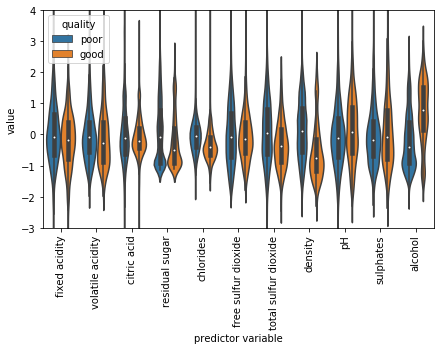 quality
poor
good
value
4
3
2
1
0
−1
−2
−3
fixed acidity
volatile acidity
citric acid
residual sugar
chlorides
free sulfur dioxide
total sulfur dioxide
density
pH
sulphates
alcohol
predictor variable